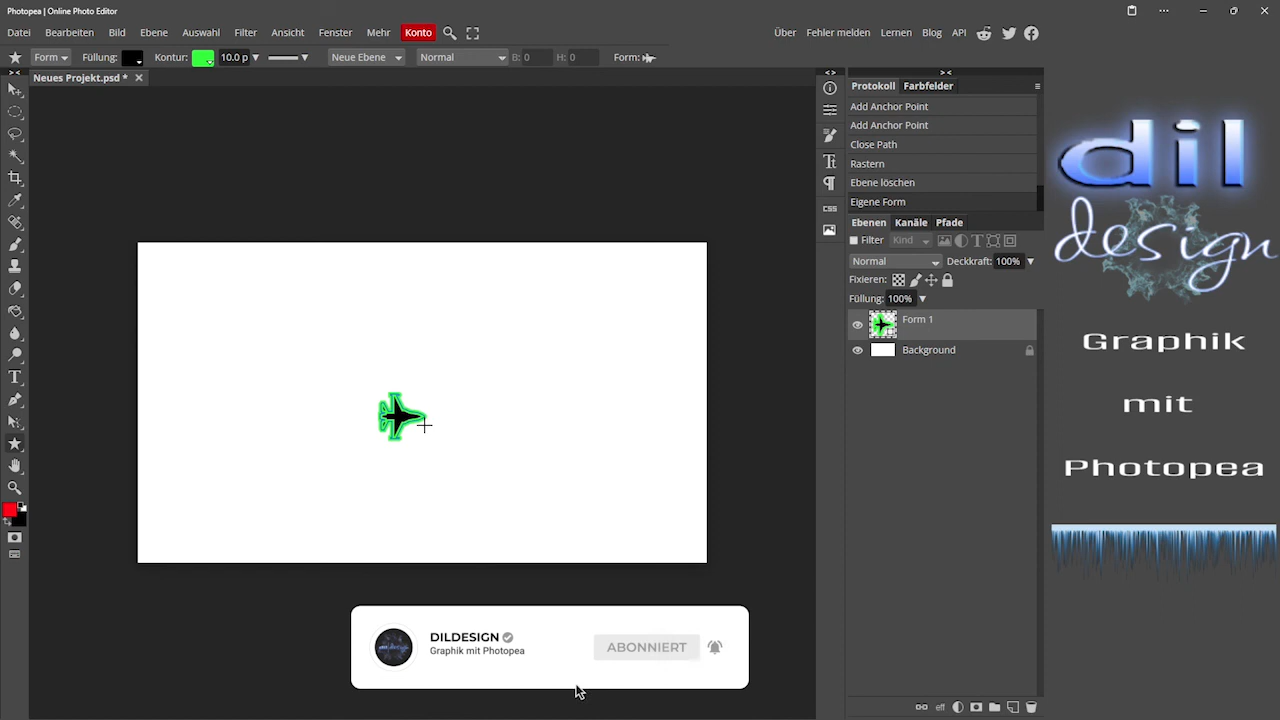 Photopea | Online Photo Editor
Datei Bearbeiten Bild Ebene Auswahl Filter Ansicht Fenster Mehr Konto
Über Fehler melden Lernen Blog API
Form Füllung: Kontur: 10.0 p Neue Ebene Normal B: 0 H: 0 Form:
Neues Projekt.psd *
Protokoll Farbfelder
Add Anchor Point
Add Anchor Point
Close Path
Rastern
Ebene löschen
Eigene Form
Ebenen Kanäle Pfade
Filter Kind
Normal Deckkraft: 100%
Fixieren:
Füllung: 100%
Form 1
Background
CSS
eff
dil
design
Graphik
mit
Photopea
DILDESIGN
Graphik mit Photopea
ABONNIERT